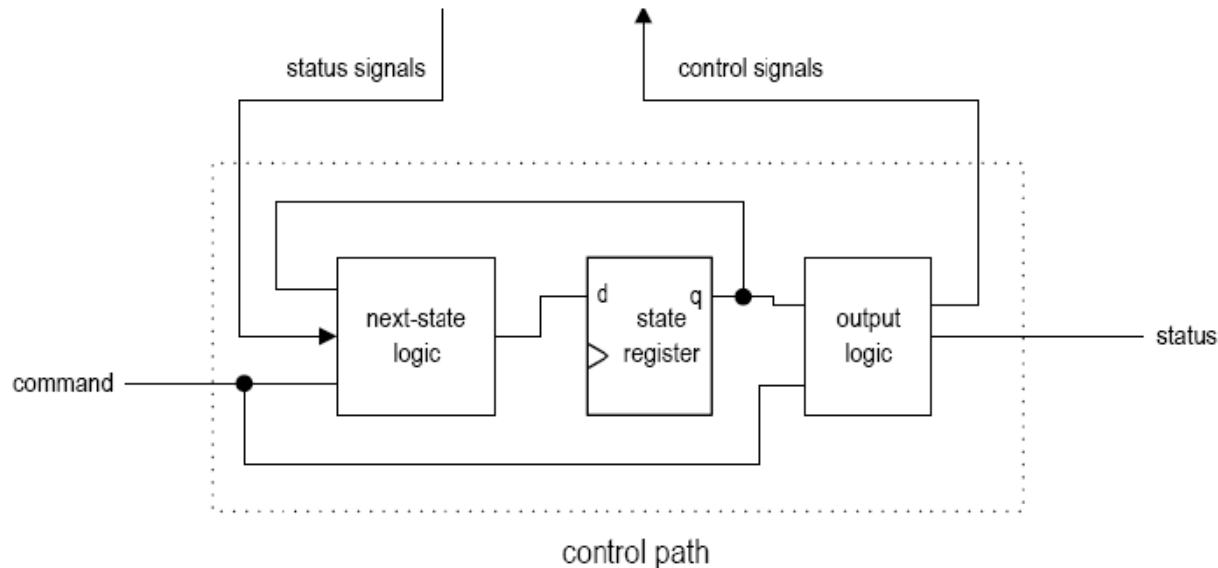 status signals
control signals
next-state
logic
d
q
state
register
output
logic
status
command
control path